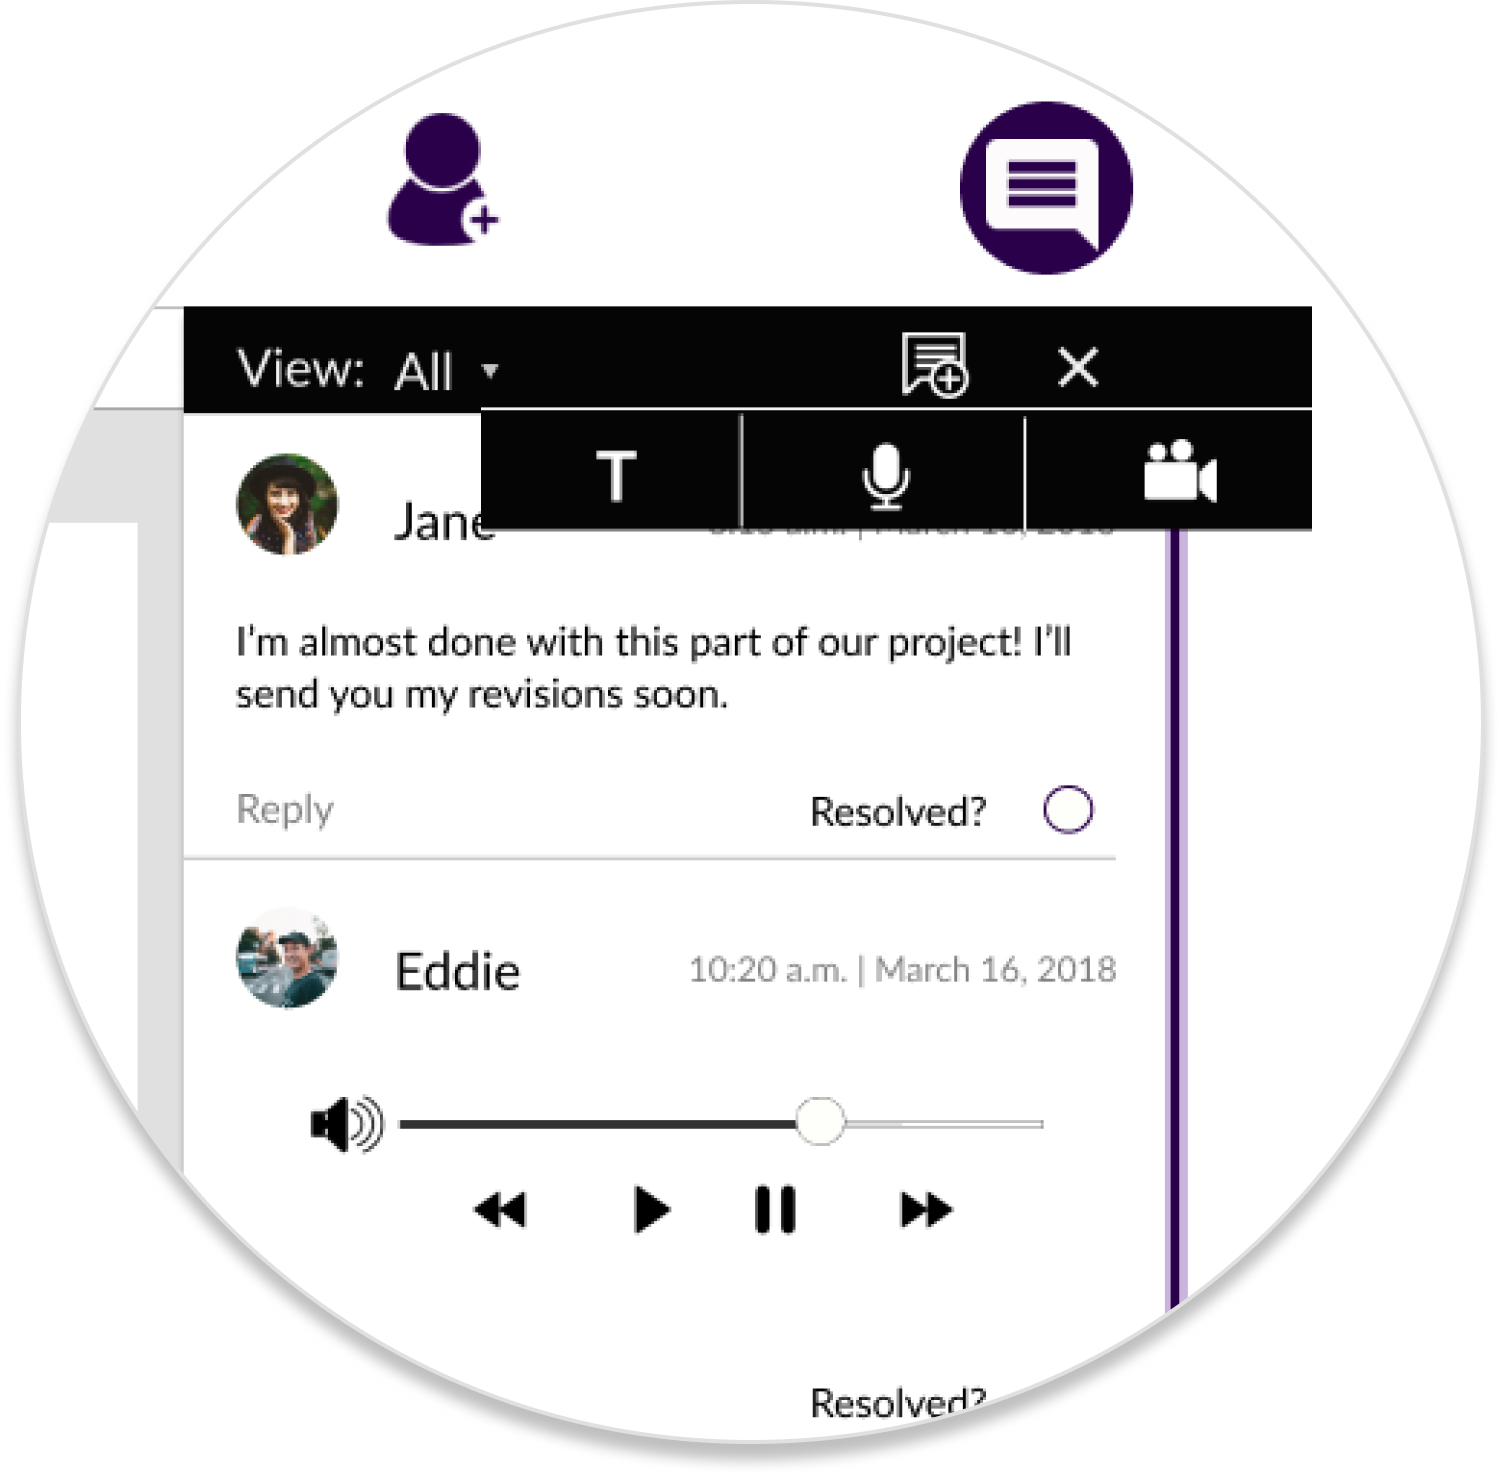 View: All
T
Jane
I'm almost done with this part of our project! I'll
send you my revisions soon.
Reply
Resolved?
Eddie
10:20 a.m. | March 16, 2018
Resolved?